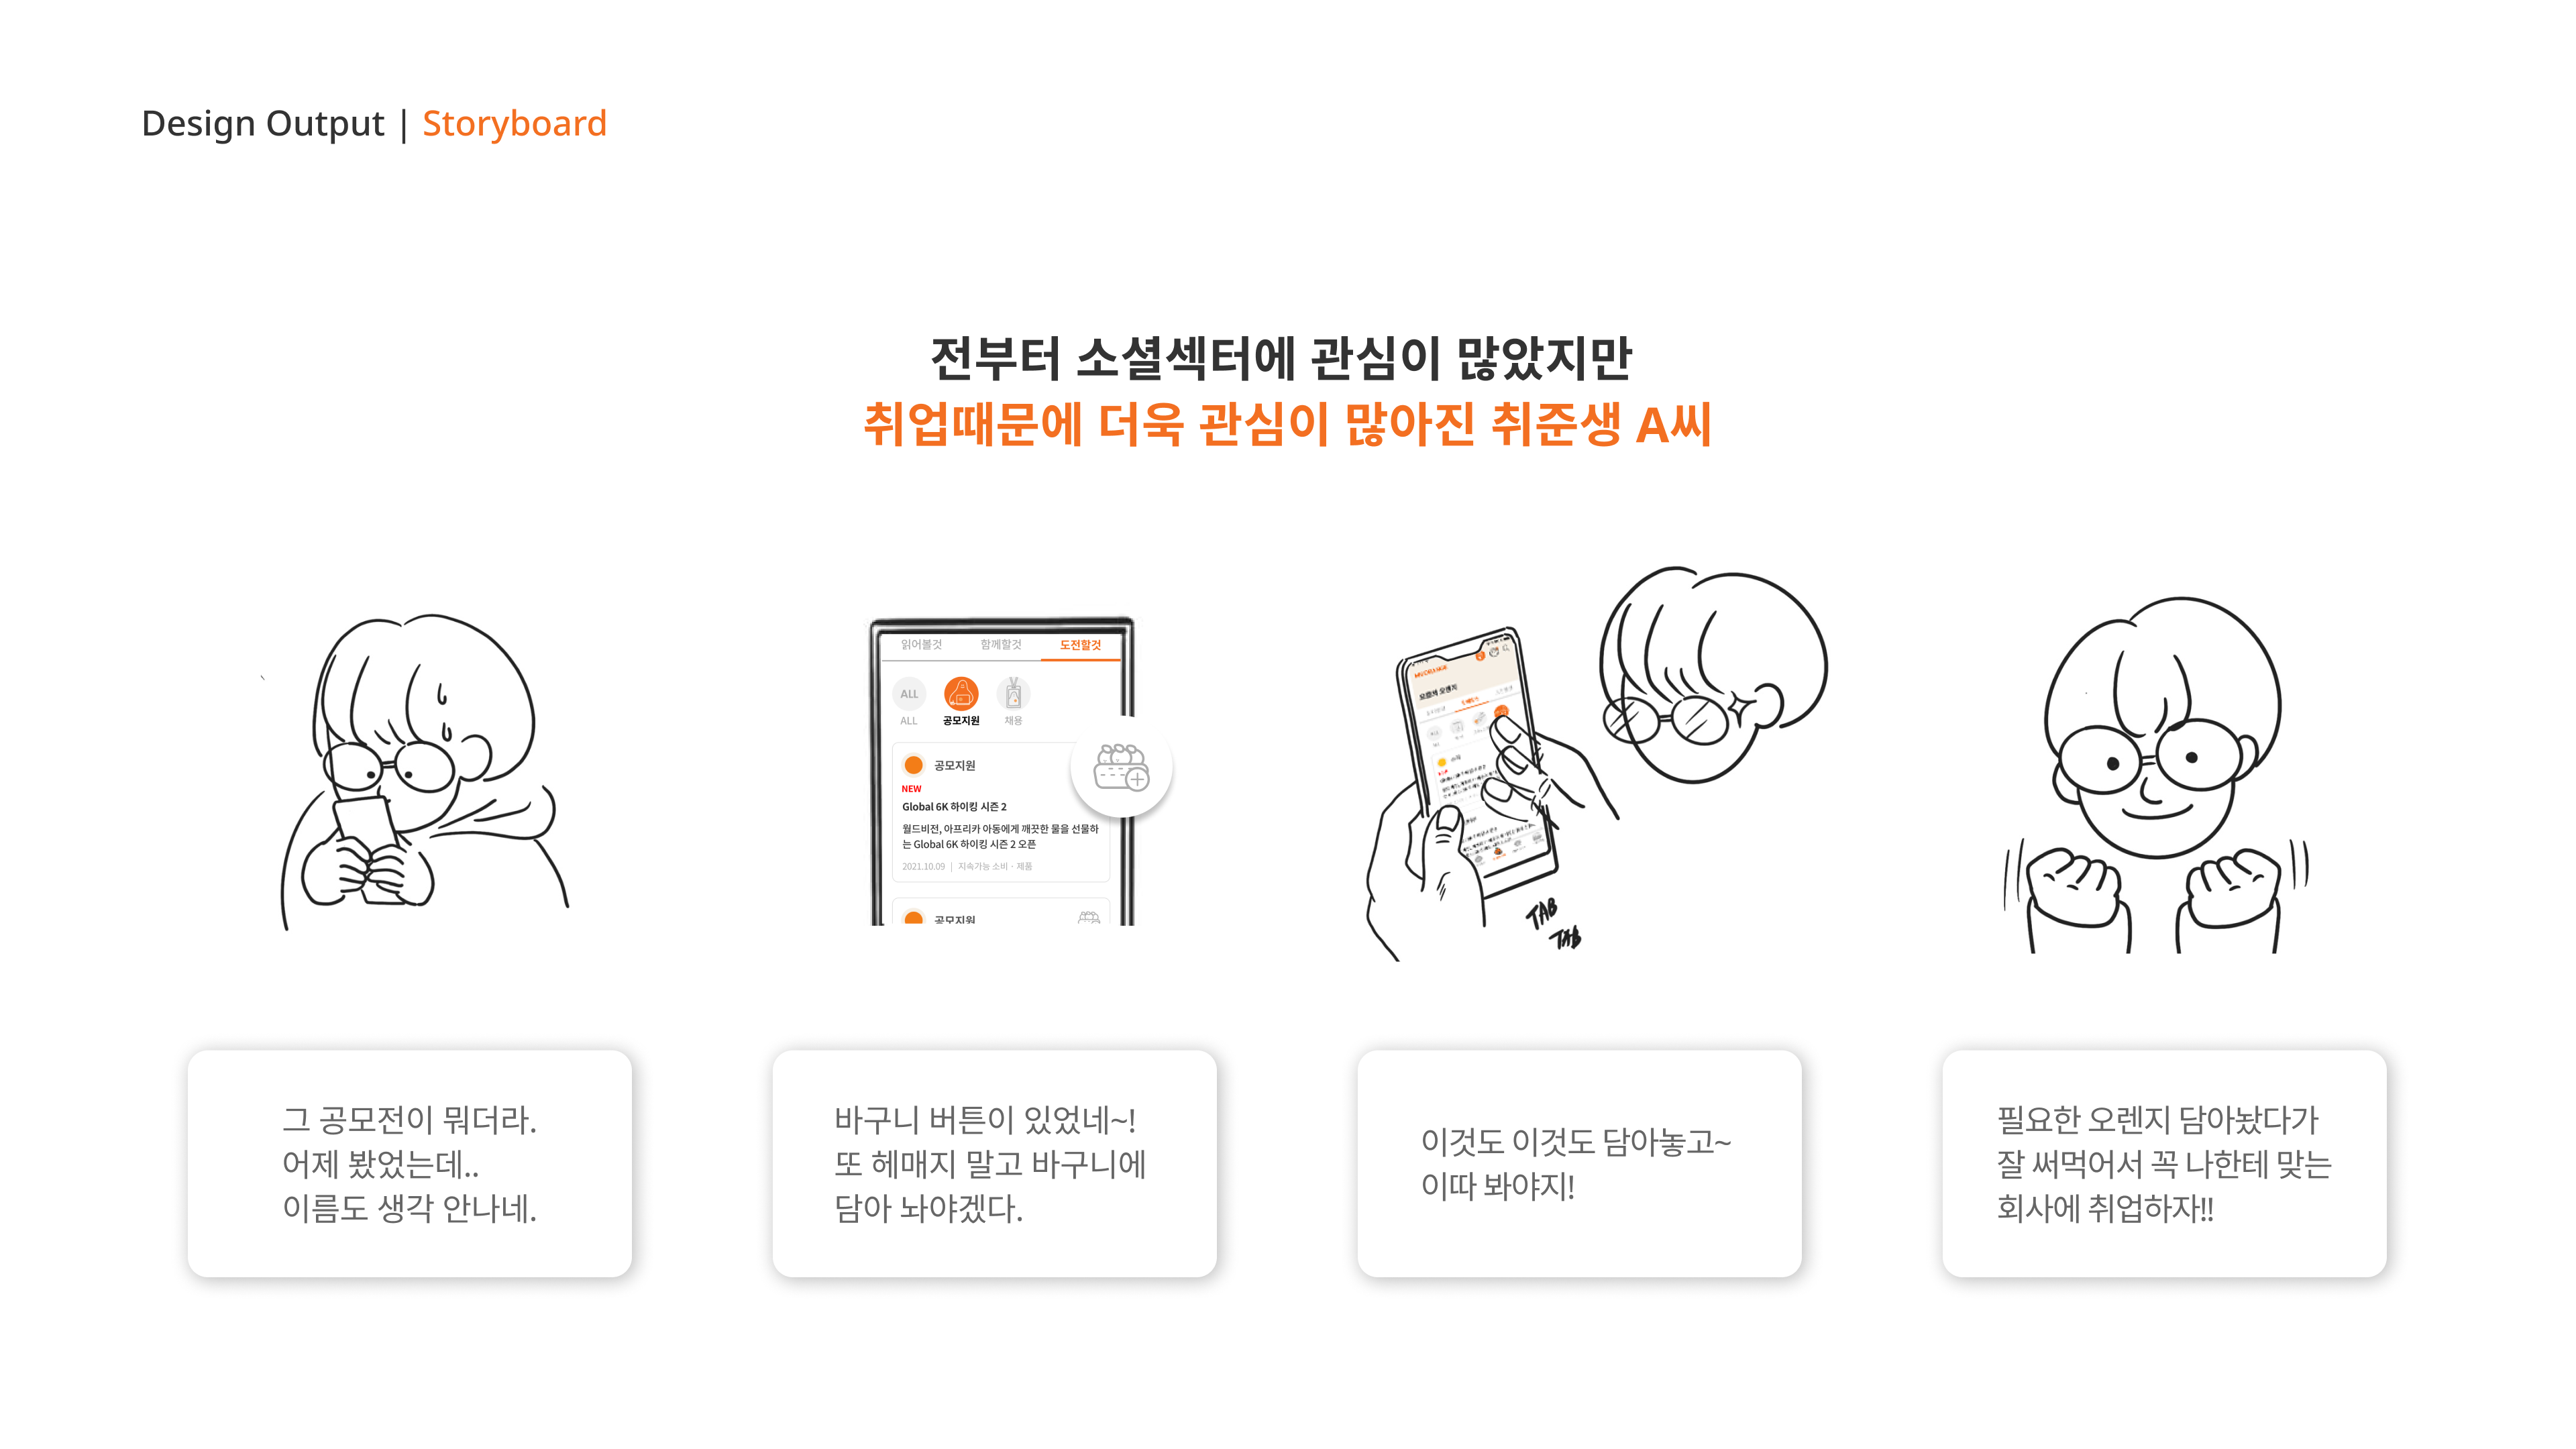 Design Output | Storyboard
전부터 소셜섹터에 관심이 많았지만
취업때문에 더욱 관심이 많아진 취준생 A씨
읽어볼것 함께할것 도전할것
ALL
ALL 공모지원 채용
공모지원
NEW
Global 6K 하이킹 시즌 2
월드비전, 아프리카 아동에게 깨끗한 물을 선물하
는 Global 6K 하이킹 시즌 2 오픈
2021.10.09 | 지속가능 소비 · 제품
공모지원
MY.ORANGE
오렌지
ALL
TAB
TAB
그 공모전이 뭐더라.
어제 봤었는데..
이름도 생각 안나네.
바구니 버튼이 있었네~!
또 헤매지 말고 바구니에
담아 놔야겠다.
이것도 이것도 담아놓고~
이따 봐야지!
필요한 오렌지 담아놨다가
잘 써먹어서 꼭 나한테 맞는
회사에 취업하자!!